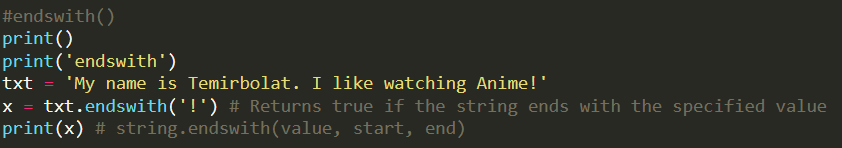 #endswith()
print()
print('endswith')
txt = 'My name is Temirbolat. I like watching Anime!'
x = txt.endswith('!') # Returns true if the string ends with the specified value
print(x) # string.endswith(value, start, end)